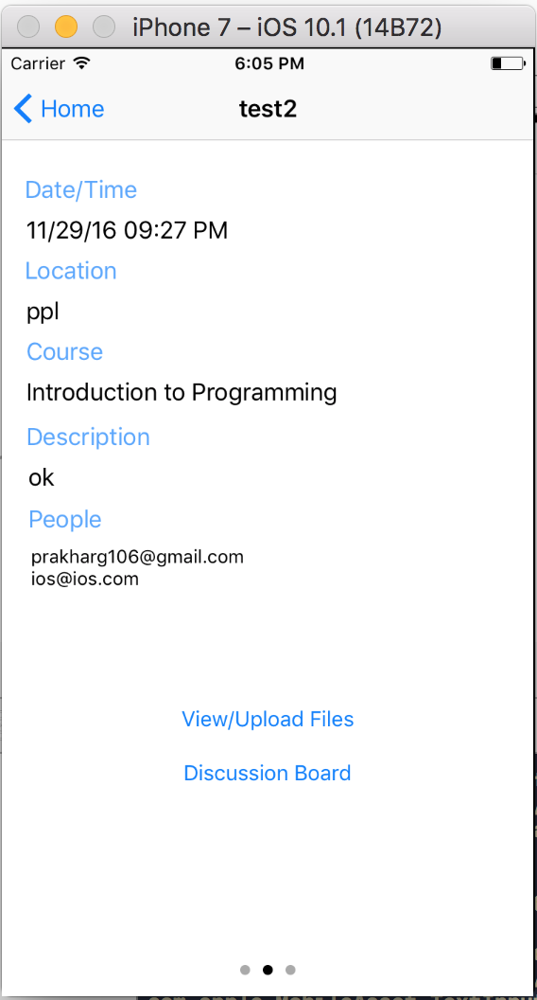 iPhone 7 – iOS 10.1 (14B72)
Carrier 6:05 PM
Home test2
Date/Time
11/29/16 09:27 PM
Location
ppl
Course
Introduction to Programming
Description
ok
People
prakharg106@gmail.com
ios@ios.com
View/Upload Files
Discussion Board